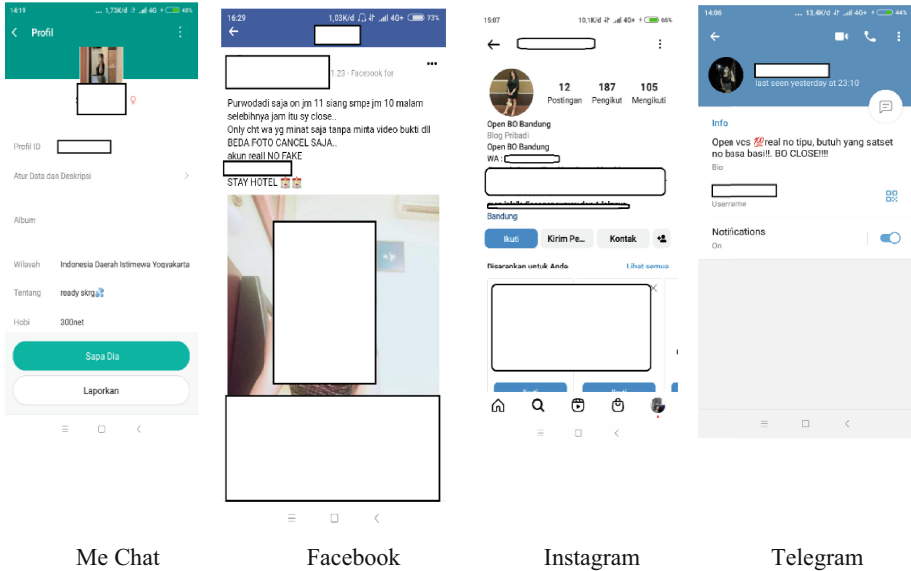 14:19
... 1,73K/d .ıll 4G + 40%
Profil
Profil ID
Atur Data dan Deskripsi
Album
Wilayah Indonesia Daerah Istimewa Yogyakarta
Tentang ready skrg💦
Hobi 300net
Sapa Dia
Laporkan
Me Chat
16:29
1,03K/d .ıll 4G+ 73%
1 23 - Facebook for
Purwodadi saja on jm 11 siang smpe jm 10 malam
selebihnya jam itu sy close..
Only cht wa yg minat saja tanpa minta video bukti dll
BEDA FOTO CANCEL SAJA..
akun reall NO FAKE
STAY HOTEL 🏩🏩
Facebook
15:07
10,1K/d .ıll 4G+ + 66%
12 187 105
Postingan Pengikut Mengikuti
Open BO Bandung
Blog Pribadi
Open BO Bandung
WA :
Bandung
Ikuti Kirim Pe... Kontak
Disarankan untuk Anda Lihat semua
Ikuti Ikuti
Instagram
14:06
... 13,4K/d .ıll 4G+ + 44%
last seen yesterday at 23:10
Info
Open vcs 💯real no tipu, butuh yang satset
no basa basi!!. BO CLOSE!!!!
Bio
Username
Notifications
On
Telegram